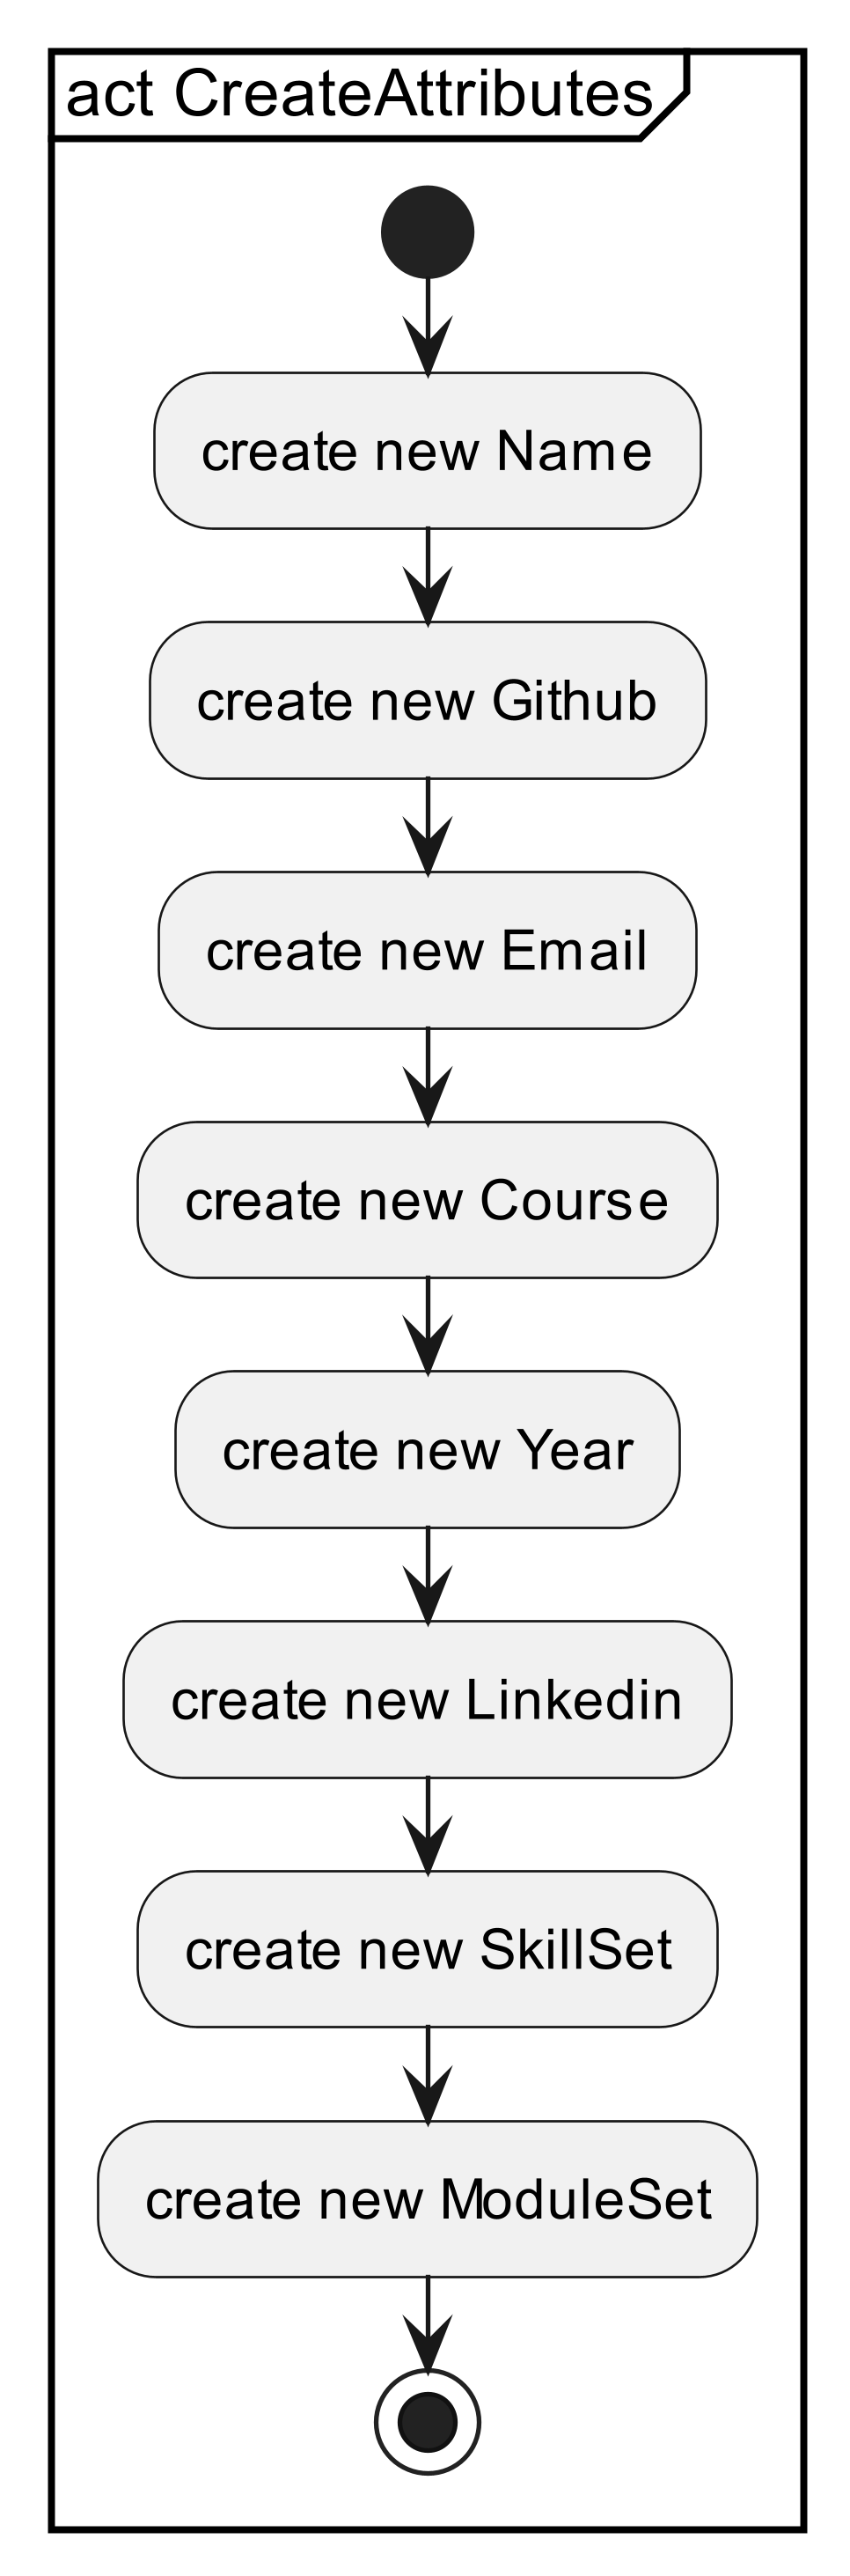 act CreateAttributes
create new Name
create new Github
create new Email
create new Course
create new Year
create new Linkedin
create new SkillSet
create new ModuleSet